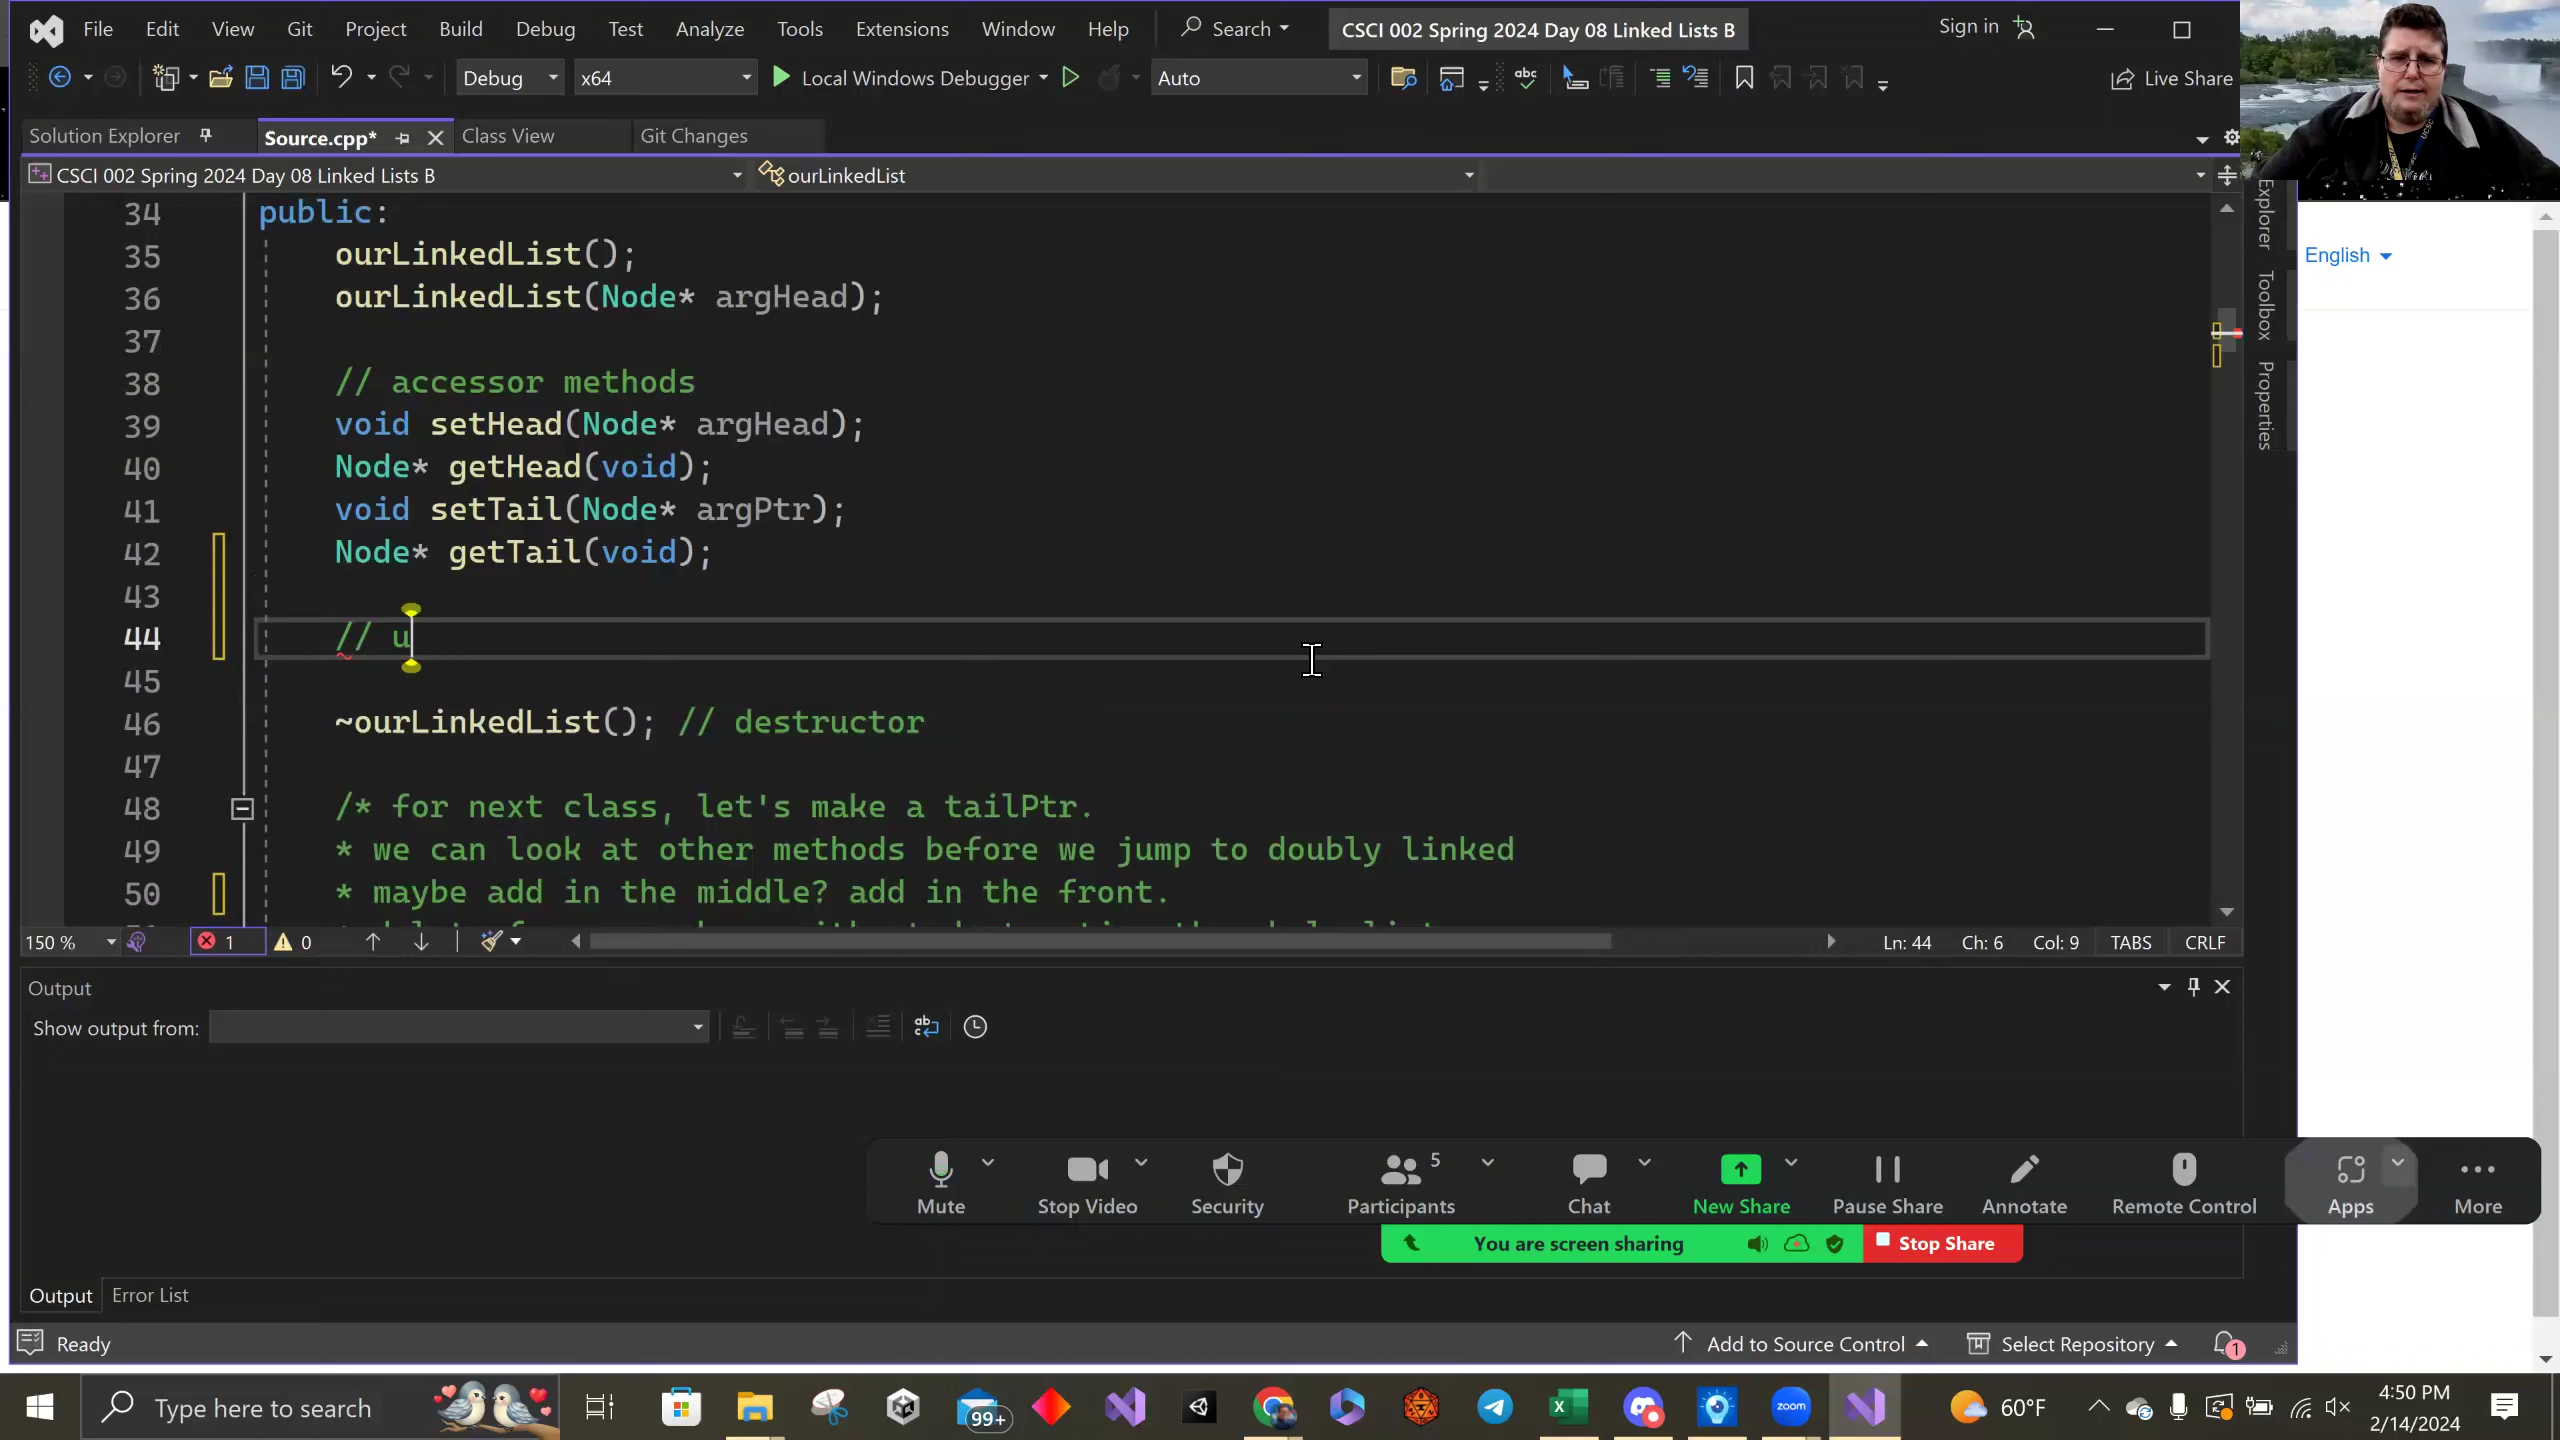 File Edit View Git Project Build Debug Test Analyze Tools Extensions Window Help Search CSCI 002 Spring 2024 Day 08 Linked Lists B Sign in
Debug x64 Local Windows Debugger Auto Live Share
Solution Explorer Source.cpp* Class View Git Changes
CSCI 002 Spring 2024 Day 08 Linked Lists B ourLinkedList
34 public:
35 ourLinkedList();
36 ourLinkedList(Node* argHead);
37
38 // accessor methods
39 void setHead(Node* argHead);
40 Node* getHead(void);
41 void setTail(Node* argPtr);
42 Node* getTail(void);
43
44 // u
45
46 ~ourLinkedList(); // destructor
47
48 /* for next class, let's make a tailPtr.
49 * we can look at other methods before we jump to doubly linked
50 * maybe add in the middle? add in the front.
150 % 1 0 Ln: 44 Ch: 6 Col: 9 TABS CRLF
Explorer
Toolbox
Properties
English
Output
Show output from:
Mute Stop Video Security Participants 5 Chat New Share Pause Share Annotate Remote Control Apps More
You are screen sharing Stop Share
Output Error List
Ready Add to Source Control Select Repository 1
Type here to search 99+ zoom 60°F 4:50 PM
2/14/2024